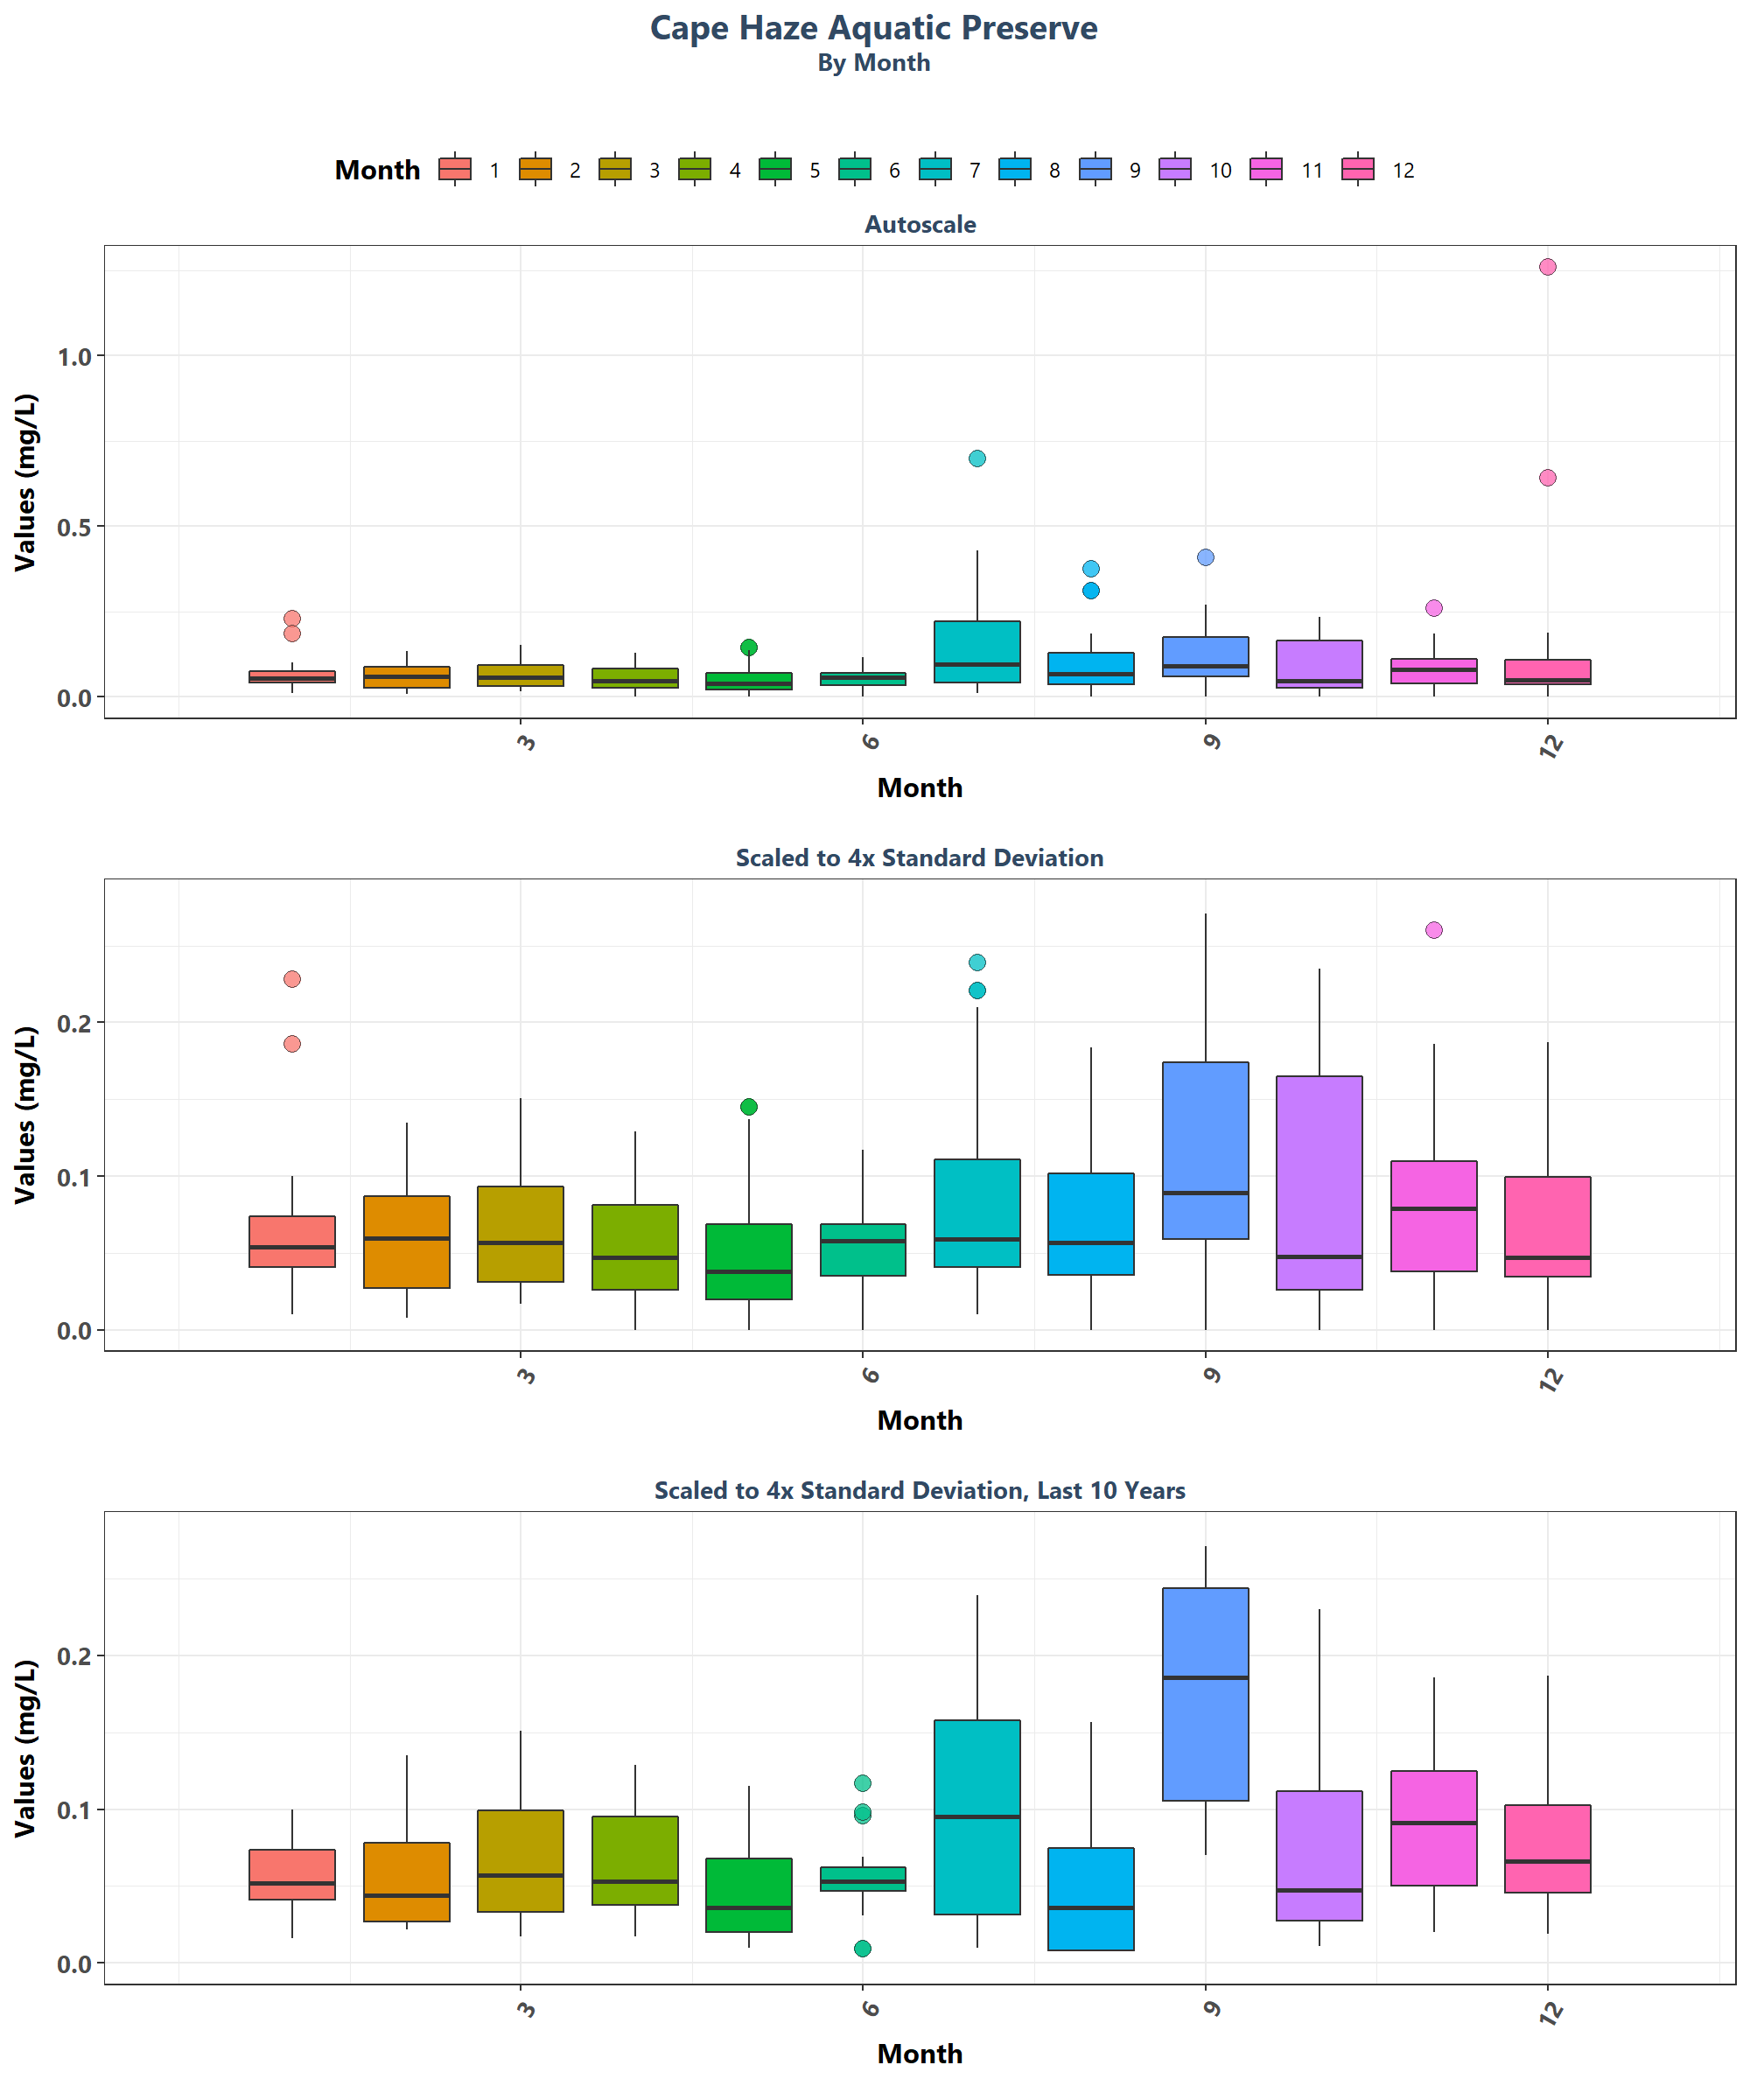 Cape Haze Aquatic Preserve
By Month
Month 1 2 3 4 5 6 7 8 9 10 11 12
Autoscale
Values (mg/L)
1.0
0.5
0.0
3 6 9 12
Month
Scaled to 4x Standard Deviation
Values (mg/L)
0.2
0.1
0.0
3 6 9 12
Month
Scaled to 4x Standard Deviation, Last 10 Years
Values (mg/L)
0.2
0.1
0.0
3 6 9 12
Month